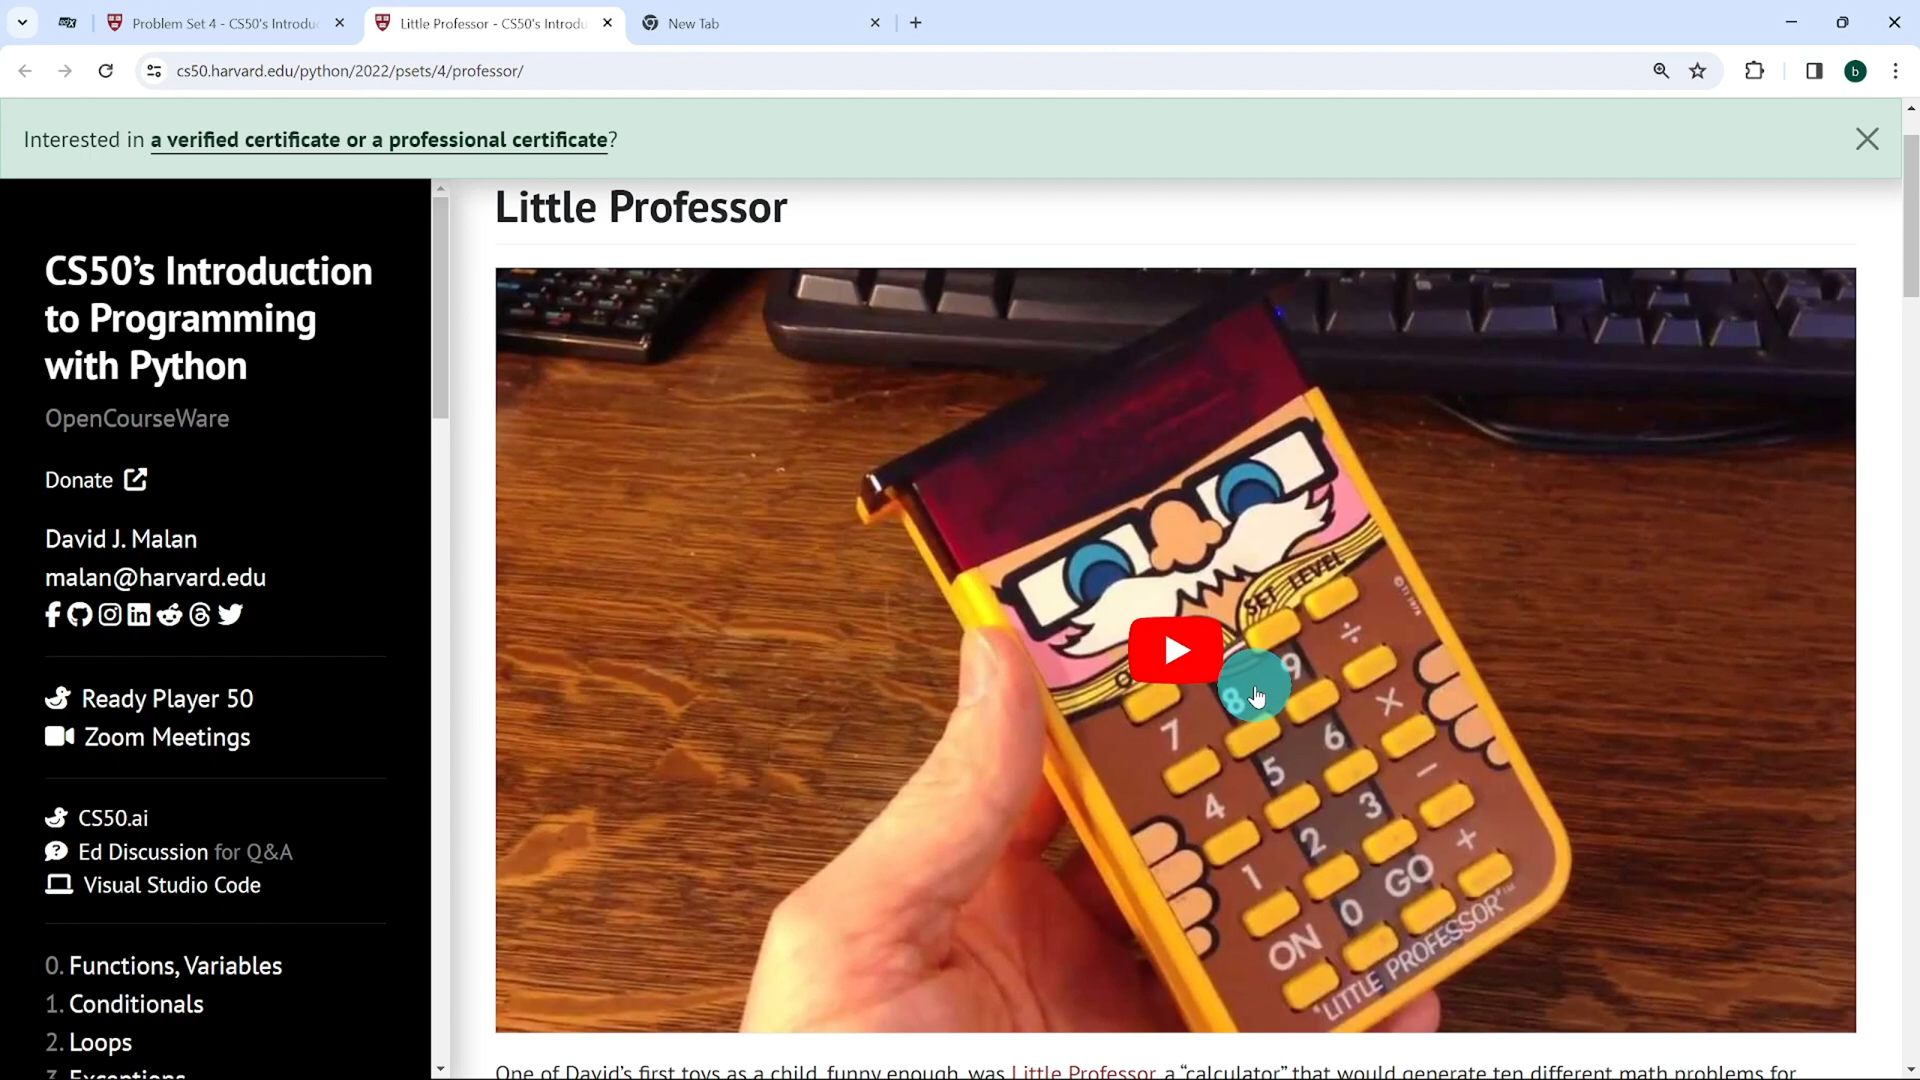 Problem Set 4 - CS50's Introdu
Little Professor - CS50's Introdu
New Tab
cs50.harvard.edu/python/2022/psets/4/professor/
b
Interested in a verified certificate or a professional certificate?
CS50's Introduction
to Programming
with Python
OpenCourseWare
Donate
David J. Malan
malan@harvard.edu
Ready Player 50
Zoom Meetings
CS50.ai
Ed Discussion for Q&A
Visual Studio Code
0. Functions, Variables
1. Conditionals
2. Loops
3. Exceptions
Little Professor
SET LEVEL
©TI 1976
÷
7 8 9
×
4 5 6
−
1 2 3
+
ON 0 GO
"LITTLE PROFESSOR"
One of David's first toys as a child, funny enough, was Little Professor, a "calculator" that would generate ten different math problems for